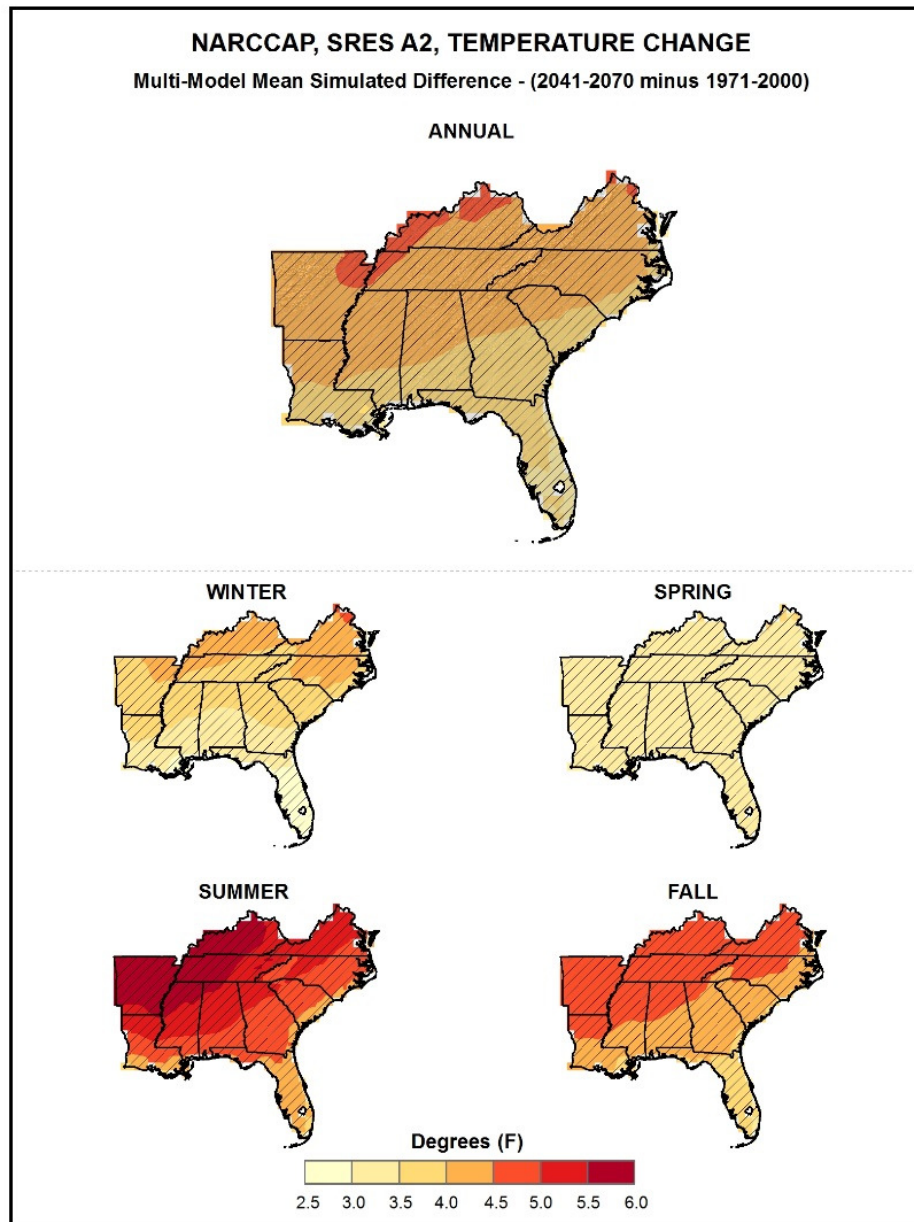 NARCCAP, SRES A2, TEMPERATURE CHANGE
Multi-Model Mean Simulated Difference - (2041-2070 minus 1971-2000)
ANNUAL
WINTER
SPRING
SUMMER
FALL
Degrees (F)
2.5 3.0 3.5 4.0 4.5 5.0 5.5 6.0